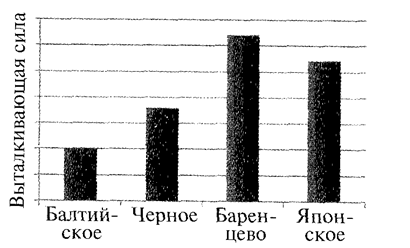 Выталкивающая сила
Балтий-
ское
Черное
Барен-
цево
Япон-
ское